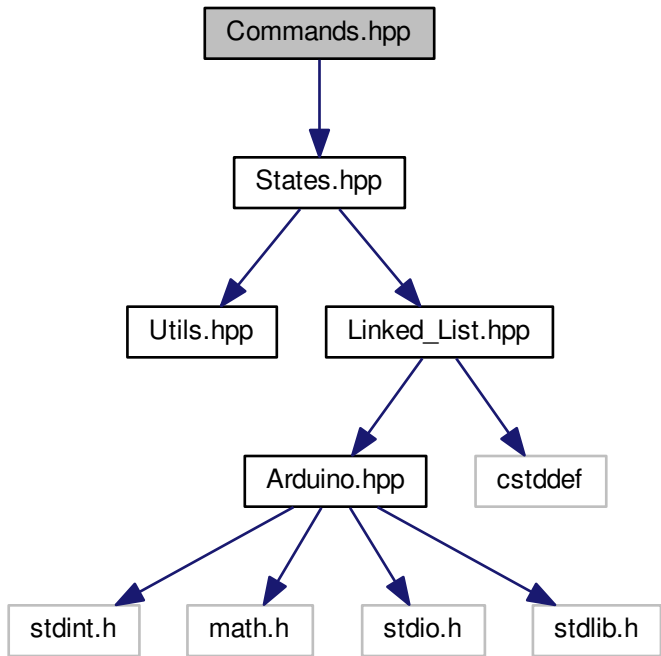 Commands.hpp
States.hpp
Utils.hpp
Linked_List.hpp
Arduino.hpp
cstddef
stdint.h
math.h
stdio.h
stdlib.h